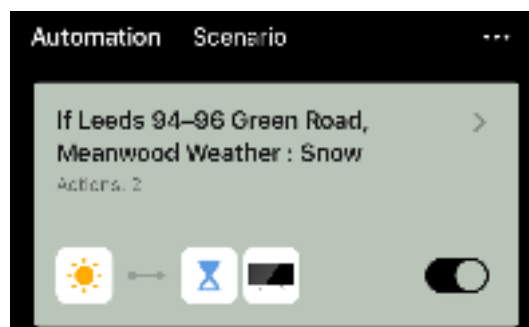 Automation Scenario
If Leeds 94–96 Green Road,
Meanwood Weather : Snow
Actions: 2